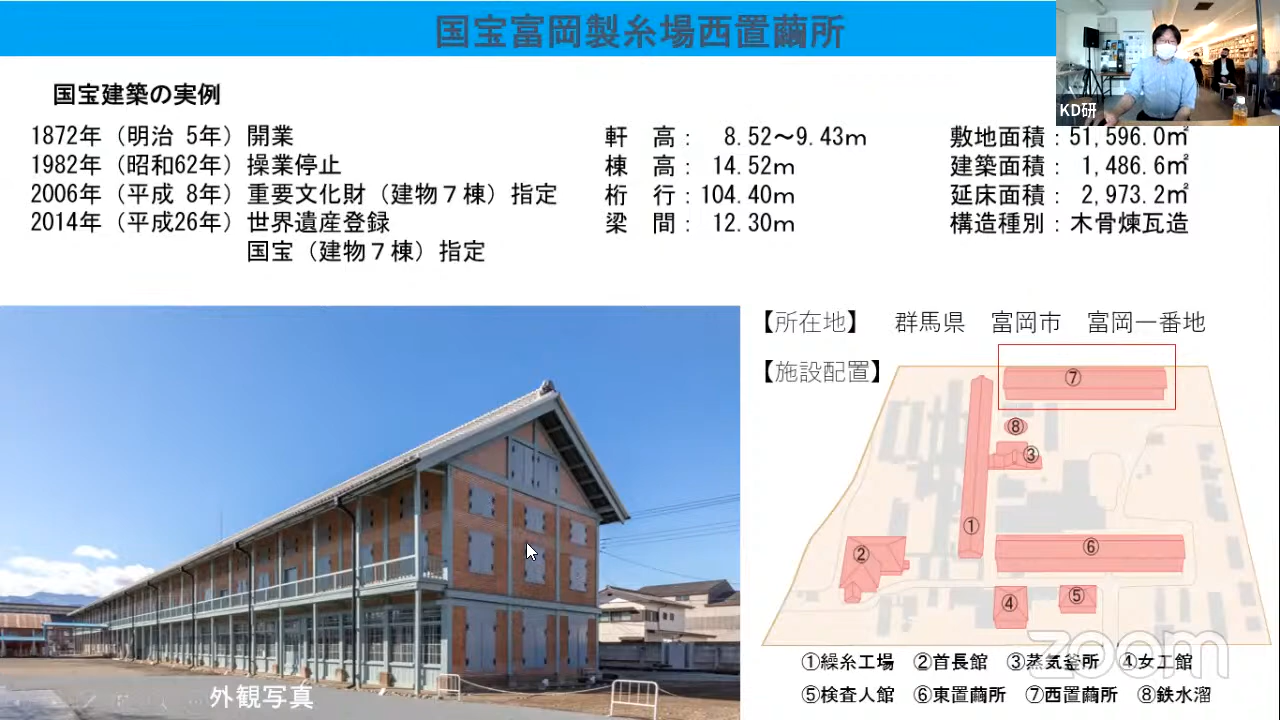 国宝富岡製糸場西置繭所
KD研
国宝建築の実例
1872年（明治 5年）開業
1982年（昭和62年）操業停止
2006年（平成 8年）重要文化財（建物７棟）指定
2014年（平成26年）世界遺産登録
国宝（建物７棟）指定
軒 高： 8.52～9.43m
棟 高： 14.52m
桁 行：104.40m
梁 間： 12.30m
敷地面積：51,596.0㎡
建築面積： 1,486.6㎡
延床面積： 2,973.2㎡
構造種別：木骨煉瓦造
【所在地】 群馬県 富岡市 富岡一番地
【施設配置】
⑦
⑧
③
①
⑥
②
④
⑤
zoom
①繰糸工場 ②首長館 ③蒸気釜所 ④女工館
⑤検査人館 ⑥東置繭所 ⑦西置繭所 ⑧鉄水溜
外観写真